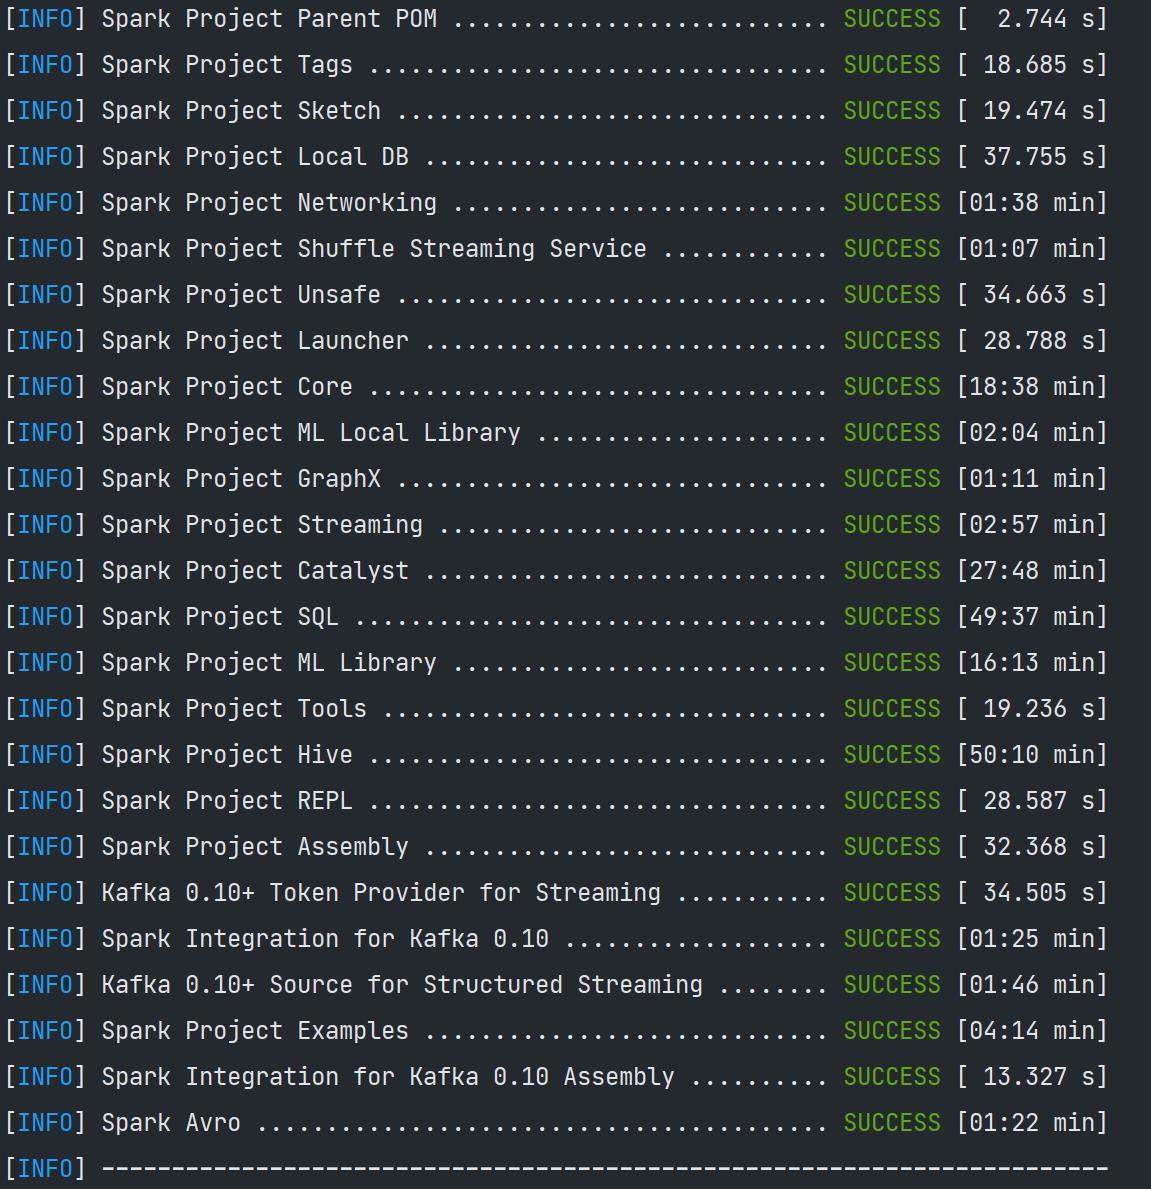 [INFO] Spark Project Parent POM ........................... SUCCESS [  2.744 s]
[INFO] Spark Project Tags ................................. SUCCESS [ 18.685 s]
[INFO] Spark Project Sketch ............................... SUCCESS [ 19.474 s]
[INFO] Spark Project Local DB ............................. SUCCESS [ 37.755 s]
[INFO] Spark Project Networking ........................... SUCCESS [01:38 min]
[INFO] Spark Project Shuffle Streaming Service ............ SUCCESS [01:07 min]
[INFO] Spark Project Unsafe ............................... SUCCESS [ 34.663 s]
[INFO] Spark Project Launcher ............................. SUCCESS [ 28.788 s]
[INFO] Spark Project Core ................................. SUCCESS [18:38 min]
[INFO] Spark Project ML Local Library ..................... SUCCESS [02:04 min]
[INFO] Spark Project GraphX ............................... SUCCESS [01:11 min]
[INFO] Spark Project Streaming ............................ SUCCESS [02:57 min]
[INFO] Spark Project Catalyst ............................. SUCCESS [27:48 min]
[INFO] Spark Project SQL .................................. SUCCESS [49:37 min]
[INFO] Spark Project ML Library ........................... SUCCESS [16:13 min]
[INFO] Spark Project Tools ................................ SUCCESS [ 19.236 s]
[INFO] Spark Project Hive ................................. SUCCESS [50:10 min]
[INFO] Spark Project REPL ................................. SUCCESS [ 28.587 s]
[INFO] Spark Project Assembly ............................. SUCCESS [ 32.368 s]
[INFO] Kafka 0.10+ Token Provider for Streaming ........... SUCCESS [ 34.505 s]
[INFO] Spark Integration for Kafka 0.10 ................... SUCCESS [01:25 min]
[INFO] Kafka 0.10+ Source for Structured Streaming ........ SUCCESS [01:46 min]
[INFO] Spark Project Examples ............................. SUCCESS [04:14 min]
[INFO] Spark Integration for Kafka 0.10 Assembly .......... SUCCESS [ 13.327 s]
[INFO] Spark Avro ......................................... SUCCESS [01:22 min]
[INFO] ------------------------------------------------------------------------